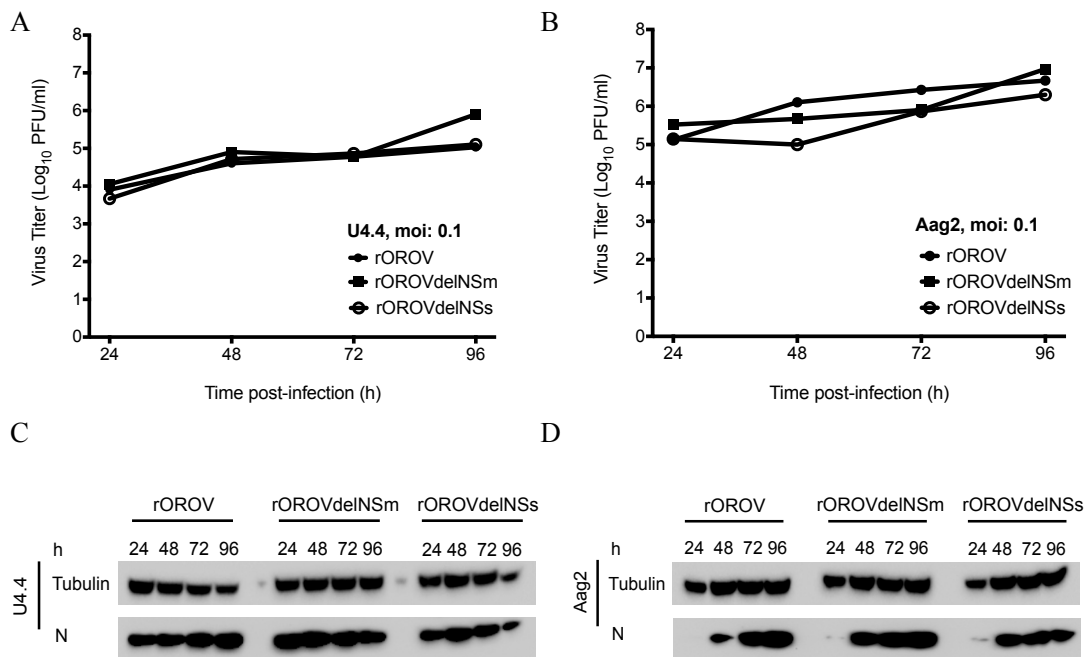 A
8
7
6
5
4
3
2
1
0
Virus Titer (Log10 PFU/ml)
24 48 72 96
Time post-infection (h)
U4.4, moi: 0.1
rOROV
rOROVdelNSm
rOROVdelNSs
B
8
7
6
5
4
3
2
1
0
Virus Titer (Log10 PFU/ml)
24 48 72 96
Time post-infection (h)
Aag2, moi: 0.1
rOROV
rOROVdelNSm
rOROVdelNSs
C
rOROV rOROVdelNSm rOROVdelNSs
h 24 48 72 96 24 48 72 96 24 48 72 96
U4.4
Tubulin
N
D
rOROV rOROVdelNSm rOROVdelNSs
h 24 48 72 96 24 48 72 96 24 48 72 96
Aag2
Tubulin
N